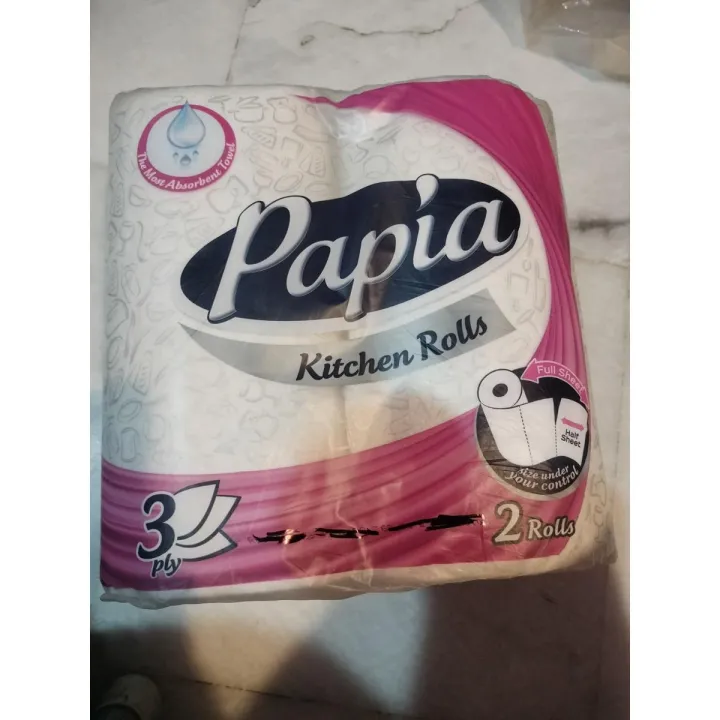 The Most Absorbent Towel
Papia
Kitchen Rolls
Full Sheet
Half
Sheet
size under
your control
3
ply
2 Rolls